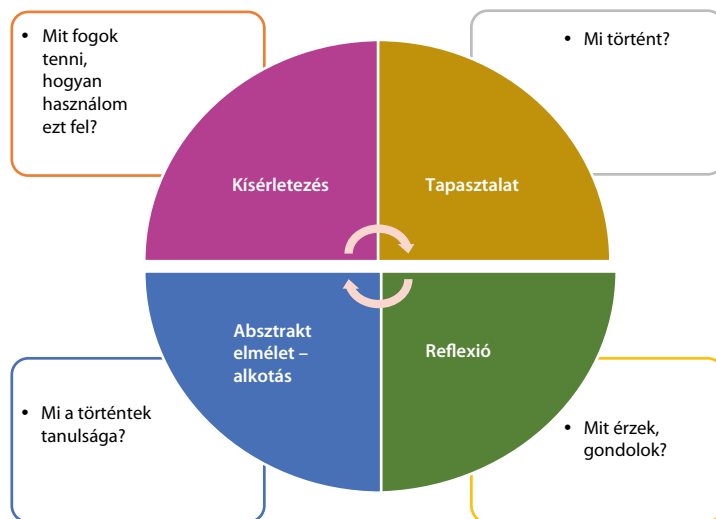 • Mit fogok
tenni,
hogyan
használom
ezt fel?
• Mi történt?
Kísérletezés
Tapasztalat
Absztrakt
elmélet –
alkotás
Reflexió
• Mi a történtek
tanulsága?
• Mit érzek,
gondolok?